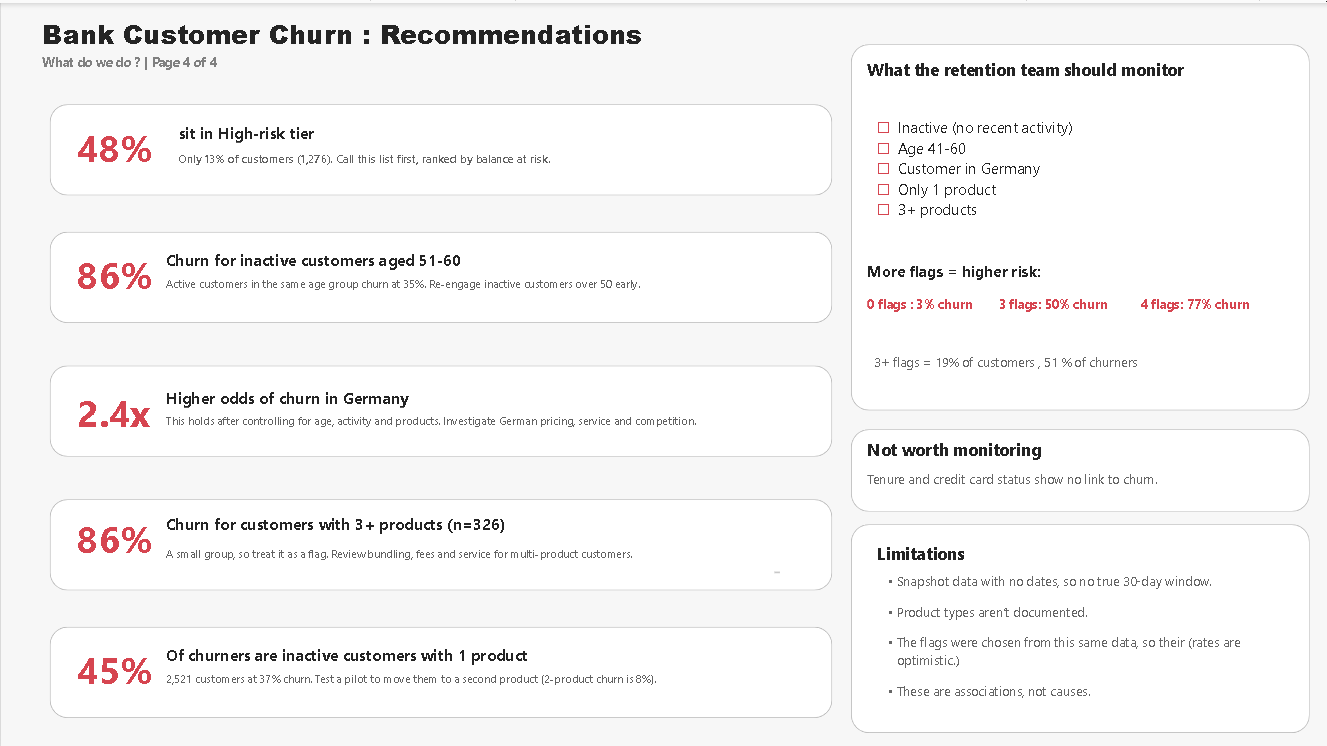 Bank Customer Churn : Recommendations
What do we do ? | Page 4 of 4
48%
sit in High-risk tier
Only 13% of customers (1,276). Call this list first, ranked by balance at risk.
86%
Churn for inactive customers aged 51-60
Active customers in the same age group churn at 35%. Re-engage inactive customers over 50 early.
2.4x
Higher odds of churn in Germany
This holds after controlling for age, activity and products. Investigate German pricing, service and competition.
86%
Churn for customers with 3+ products (n=326)
A small group, so treat it as a flag. Review bundling, fees and service for multi-product customers.
45%
Of churners are inactive customers with 1 product
2,521 customers at 37% churn. Test a pilot to move them to a second product (2-product churn is 8%).
What the retention team should monitor
☐ Inactive (no recent activity)
☐ Age 41-60
☐ Customer in Germany
☐ Only 1 product
☐ 3+ products
More flags = higher risk:
0 flags : 3% churn 3 flags: 50% churn 4 flags: 77% churn
3+ flags = 19% of customers , 51 % of churners
Not worth monitoring
Tenure and credit card status show no link to churn.
Limitations
• Snapshot data with no dates, so no true 30-day window.
• Product types aren't documented.
• The flags were chosen from this same data, so their (rates are
optimistic.)
• These are associations, not causes.